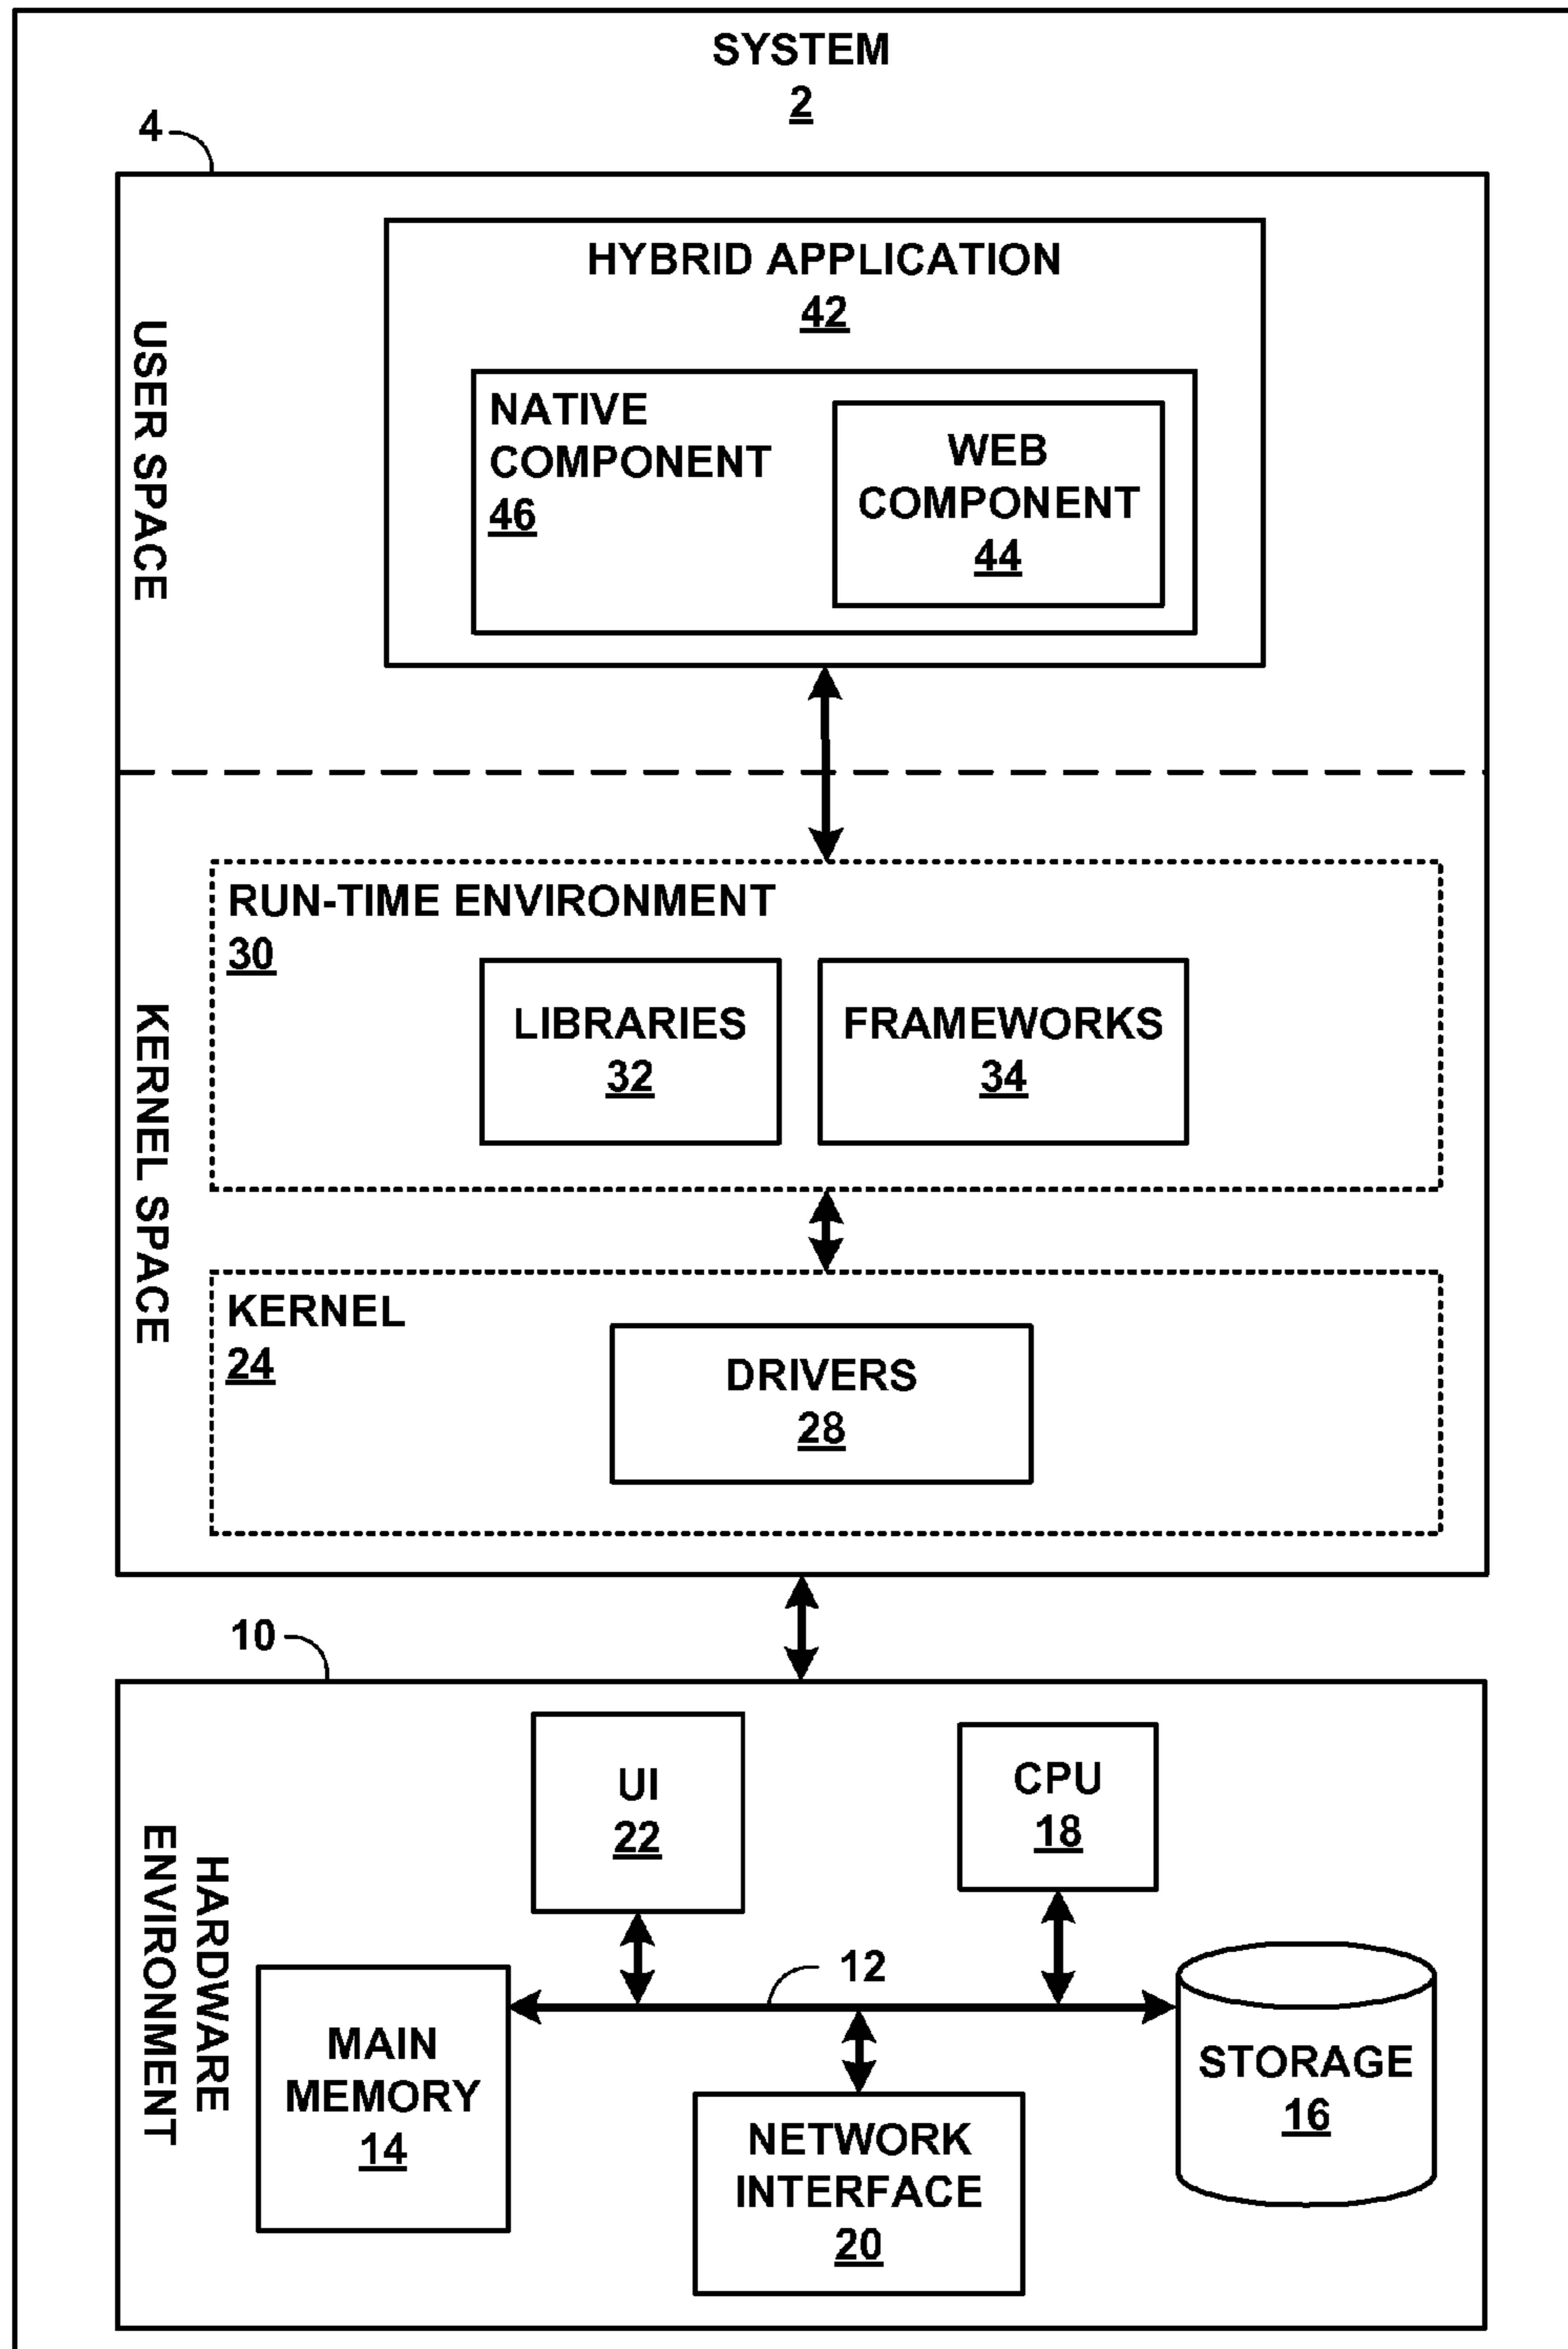 SYSTEM
2
4
HYBRID APPLICATION
42
USER SPACE
NATIVE
COMPONENT
46
WEB
COMPONENT
44
RUN-TIME ENVIRONMENT
30
LIBRARIES
32
FRAMEWORKS
34
KERNEL SPACE
KERNEL
24
DRIVERS
28
10
HARDWARE
ENVIRONMENT
UI
22
CPU
18
12
MAIN
MEMORY
14
NETWORK
INTERFACE
20
STORAGE
16